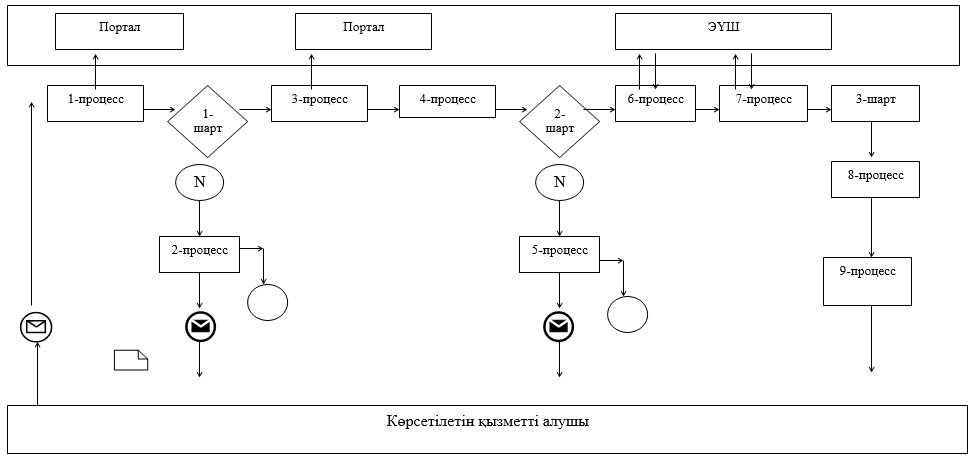 Портал
Портал
ЭҮШ
1-процесс
1-
шарт
3-процесс
4-процесс
2-
шарт
6-процесс
7-процесс
3-шарт
N
N
8-процесс
2-процесс
5-процесс
9-процесс
Көрсетілетін қызметті алушы